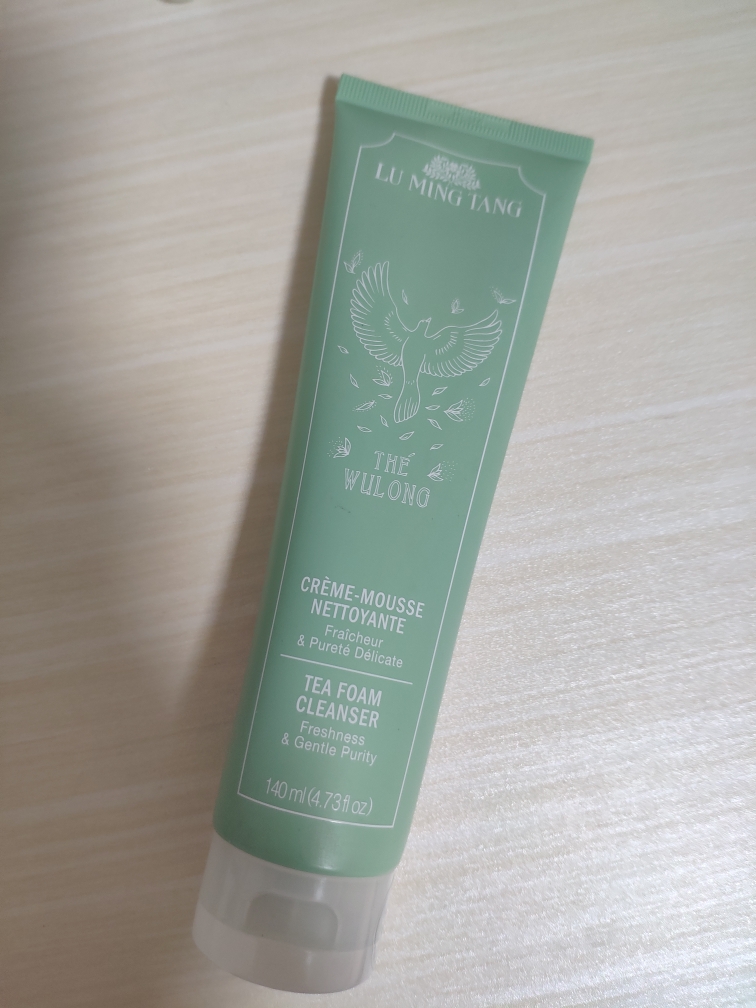 LU MING TANG
THÉ
WULONG
CRÈME-MOUSSE
NETTOYANTE
Fraîcheur
& Pureté Délicate
TEA FOAM
CLEANSER
Freshness
& Gentle Purity
140 ml (4.73 fl oz)